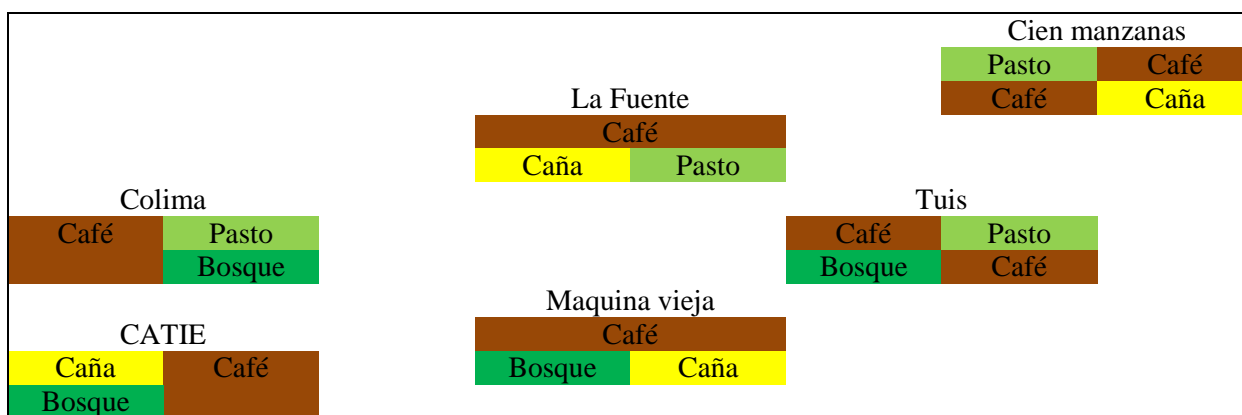 Cien manzanas
Pasto Café
Café Caña
La Fuente
Café
Caña Pasto
Colima
Café Pasto
Bosque
Tuis
Café Pasto
Bosque Café
Maquina vieja
Café
Bosque Caña
CATIE
Caña Café
Bosque